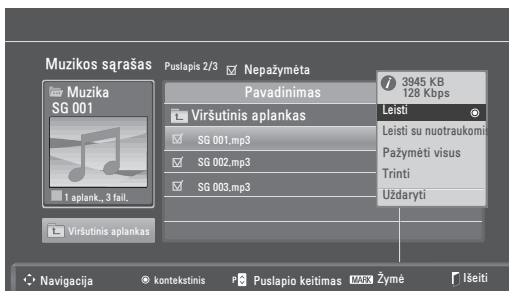 Muzikos sąrašas Puslapis 2/3 Nepažymėta
Muzika
SG 001
1 aplank., 3 fail.
Viršutinis aplankas
Pavadinimas
Viršutinis aplankas
SG 001.mp3
SG 002.mp3
SG 003.mp3
3945 KB
128 Kbps
Leisti
Leisti su nuotraukomis
Pažymėti visus
Trinti
Uždaryti
Navigacija kontekstinis P Puslapio keitimas MARK Žymė Išeiti